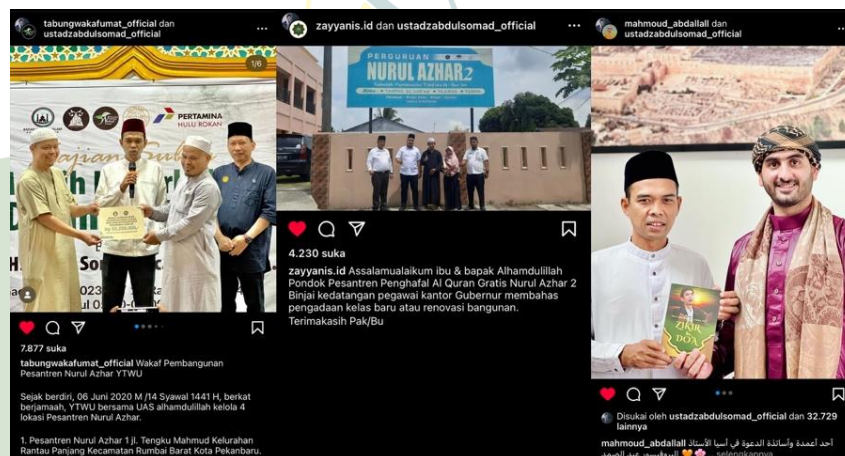 tabungwakafumat_official dan
ustadzabdulsomad_official
1/6
PERTAMINA
HULU ROKAN
7.877 suka
tabungwakafumat_official Wakaf Pembangunan
Pesantren Nurul Azhar YTWU
Sejak berdiri, 06 Juni 2020 M /14 Syawal 1441 H, berkat
berjamaah, YTWU bersama UAS alhamdulillah kelola 4
lokasi Pesantren Nurul Azhar.
1. Pesantren Nurul Azhar 1 jl. Tengku Mahmud Kelurahan
Rantau Panjang Kecamatan Rumbai Barat Kota Pekanbaru.
zayyanis.id dan ustadzabdulsomad_official
PERGURUAN
NURUL AZHAR 2
4.230 suka
zayyanis.id Assalamualaikum ibu & bapak Alhamdulillah
Pondok Pesantren Penghafal Al Quran Gratis Nurul Azhar 2
Binjai kedatangan pegawai kantor Gubernur membahas
pengadaan kelas baru atau renovasi bangunan.
Terimakasih Pak/Bu
mahmoud_abdallall dan
ustadzabdulsomad_official
ZIKIR
DO'A
Disukai oleh ustadzabdulsomad_official dan 32.729
lainnya
mahmoud_abdallall أحد أعمدة وأساتذة الدعوة في آسيا الأستاذ
البروفيسور عبد الصمد 🧡🌸 ... selengkapnya